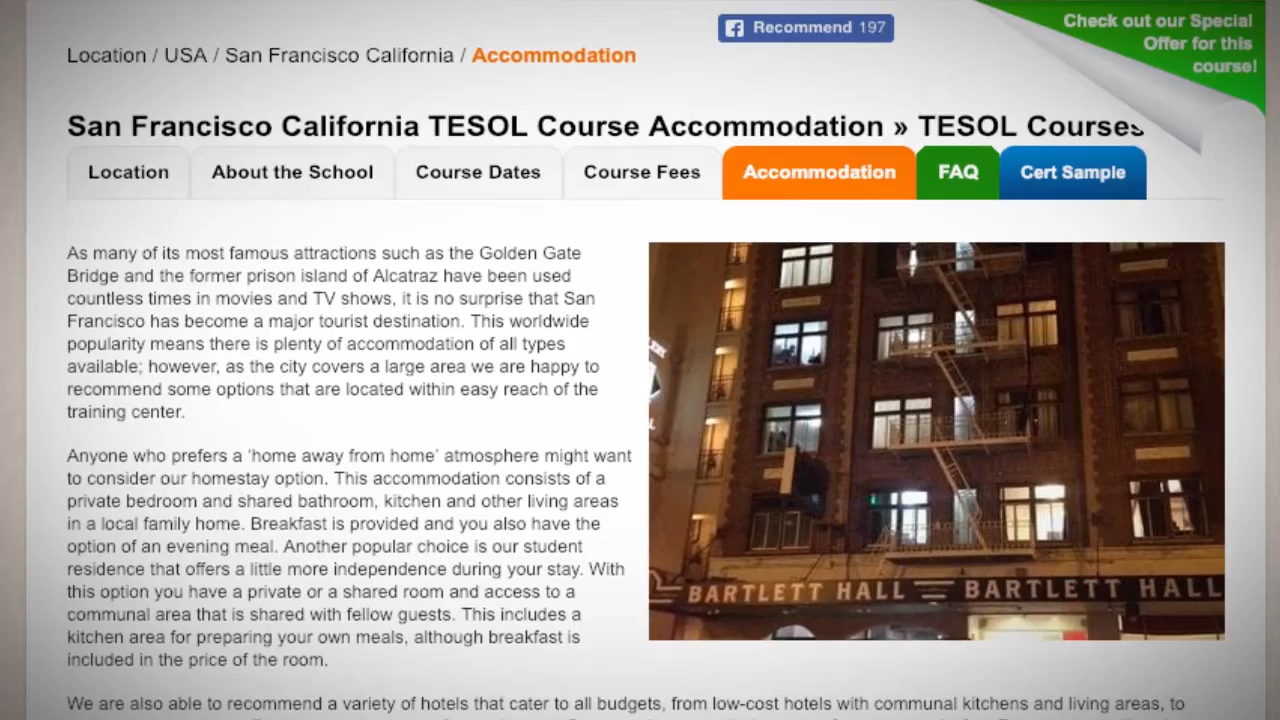 Recommend 197
Check out our Special
Offer for this
course!
Location / USA / San Francisco California / Accommodation
San Francisco California TESOL Course Accommodation » TESOL Courses
Location
About the School
Course Dates
Course Fees
Accommodation
FAQ
Cert Sample
As many of its most famous attractions such as the Golden Gate
Bridge and the former prison island of Alcatraz have been used
countless times in movies and TV shows, it is no surprise that San
Francisco has become a major tourist destination. This worldwide
popularity means there is plenty of accommodation of all types
available; however, as the city covers a large area we are happy to
recommend some options that are located within easy reach of the
training center.
Anyone who prefers a ‘home away from home’ atmosphere might want
to consider our homestay option. This accommodation consists of a
private bedroom and shared bathroom, kitchen and other living areas
in a local family home. Breakfast is provided and you also have the
option of an evening meal. Another popular choice is our student
residence that offers a little more independence during your stay. With
this option you have a private or a shared room and access to a
communal area that is shared with fellow guests. This includes a
kitchen area for preparing your own meals, although breakfast is
included in the price of the room.
BARTLETT HALL BARTLETT HALL
We are also able to recommend a variety of hotels that cater to all budgets, from low-cost hotels with communal kitchens and living areas, to